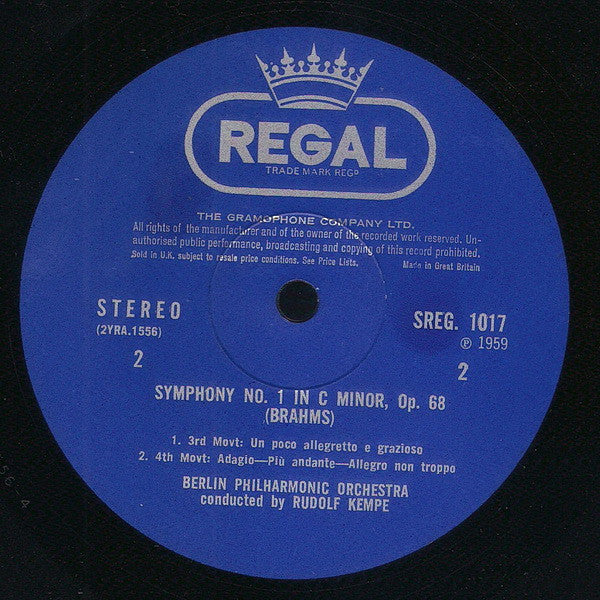 REGAL
TRADE MARK REGD
THE GRAMOPHONE COMPANY LTD.
All rights of the manufacturer and of the owner of the recorded work reserved. Un-
authorised public performance, broadcasting and copying of this record prohibited.
Sold in U.K. subject to resale price conditions. See Price Lists. Made in Great Britain
STEREO
(2YRA.1556)
2
SREG. 1017
℗ 1959
2
SYMPHONY NO. 1 IN C MINOR, Op. 68
(BRAHMS)
1. 3rd Movt: Un poco allegretto e grazioso
2. 4th Movt: Adagio—Più andante—Allegro non troppo
BERLIN PHILHARMONIC ORCHESTRA
conducted by RUDOLF KEMPE